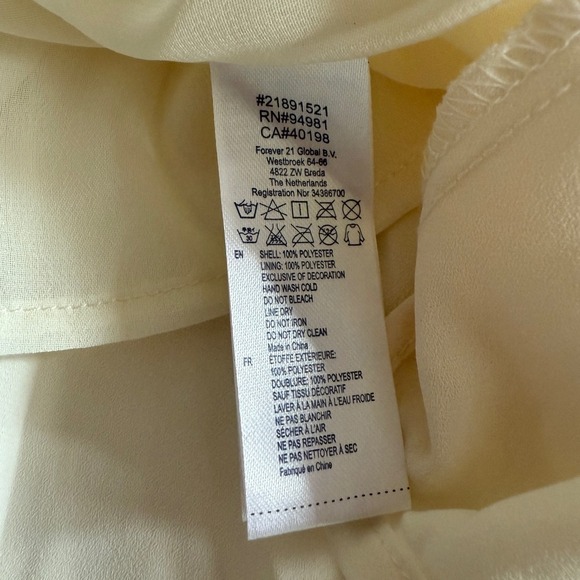 #21891521
RN#94981
CA#40198
Forever 21 Global B.V.
Westbroek 64-66
4822 ZW Breda
The Netherlands
Registration Nbr 34386700
EN SHELL: 100% POLYESTER
LINING: 100% POLYESTER
EXCLUSIVE OF DECORATION
HAND WASH COLD
DO NOT BLEACH
LINE DRY
DO NOT IRON
DO NOT DRY CLEAN
Made in China
FR ÉTOFFE EXTÉRIEURE:
100% POLYESTER
DOUBLURE: 100% POLYESTER
SAUF TISSU DÉCORATIF
LAVER À LA MAIN À L'EAU FROIDE
NE PAS BLANCHIR
SÉCHER À L'AIR
NE PAS REPASSER
NE PAS NETTOYER À SEC
Fabriqué en Chine